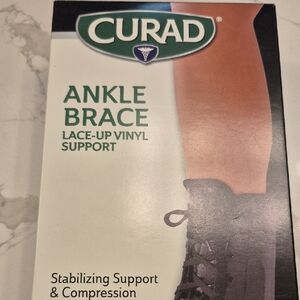 CURAD®
ANKLE
BRACE
LACE-UP VINYL
SUPPORT
Stabilizing Support
& Compression